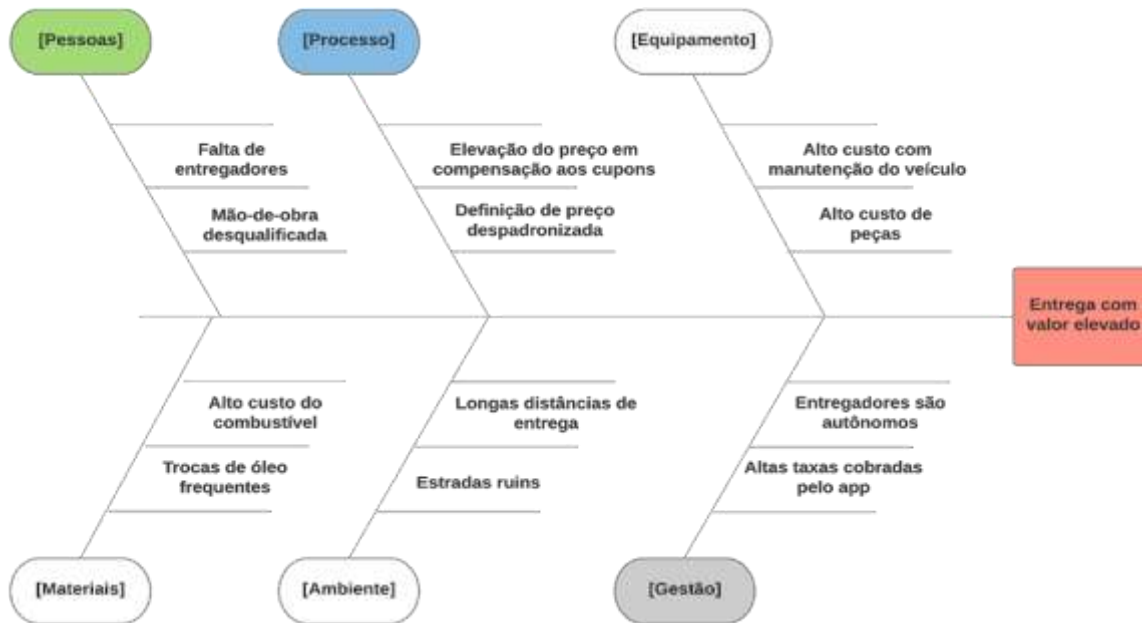 [Pessoas]
[Processo]
[Equipamento]
Falta de
entregadores
Mão-de-obra
desqualificada
Elevação do preço em
compensação aos cupons
Definição de preço
despadronizada
Alto custo com
manutenção do veículo
Alto custo de
peças
Entrega com
valor elevado
Alto custo do
combustível
Trocas de óleo
frequentes
Longas distâncias de
entrega
Estradas ruins
Entregadores são
autônomos
Altas taxas cobradas
pelo app
[Materiais]
[Ambiente]
[Gestão]